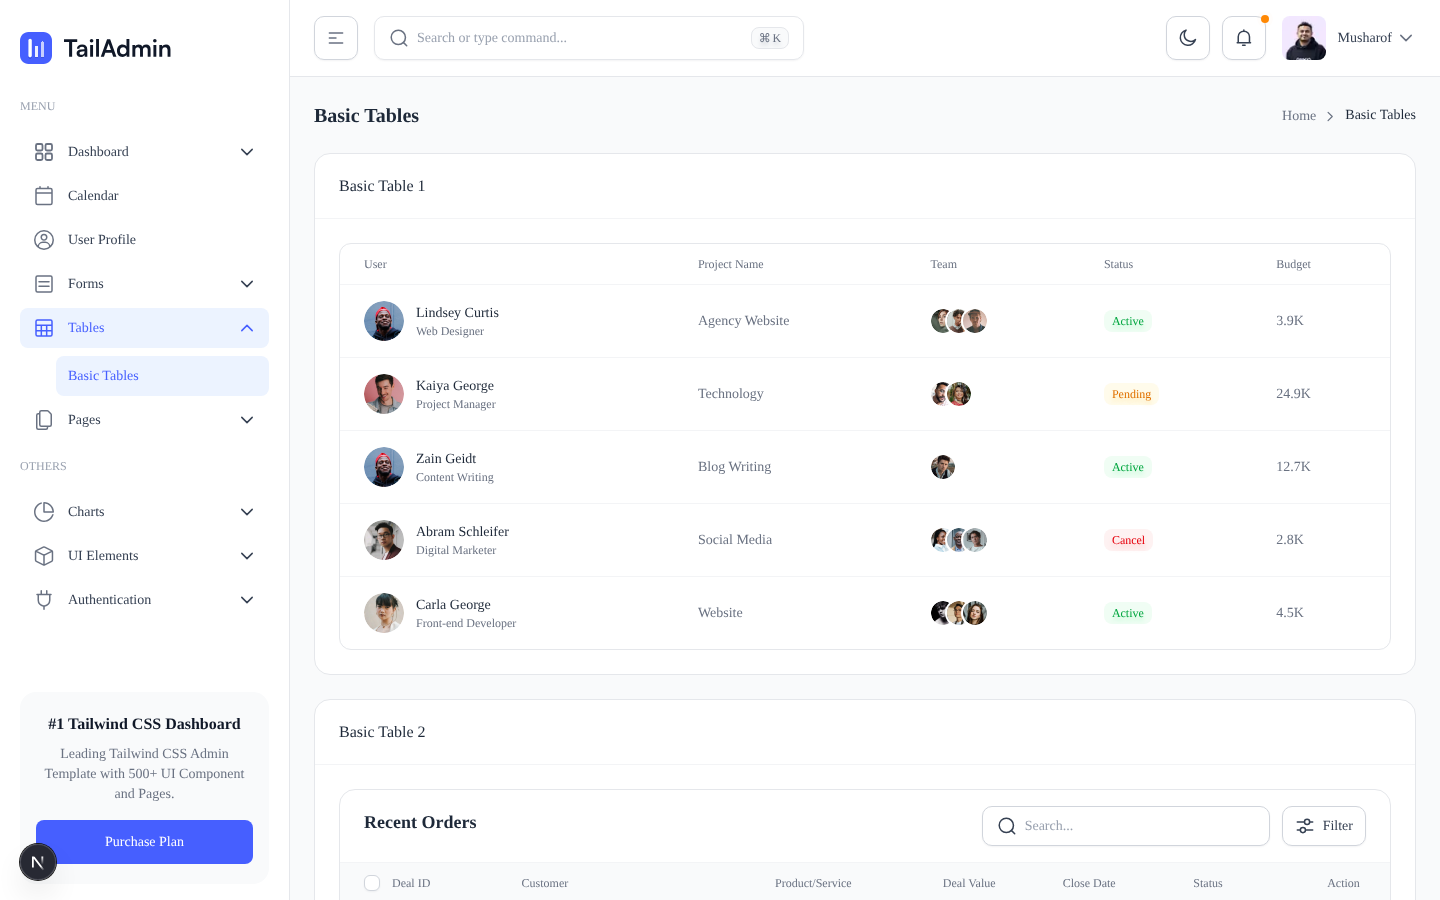 TailAdmin
Search or type command...
⌘ K
Musharof
MENU
Dashboard
Calendar
User Profile
Forms
Tables
Basic Tables
Pages
OTHERS
Charts
UI Elements
Authentication
#1 Tailwind CSS Dashboard
Leading Tailwind CSS Admin
Template with 500+ UI Component
and Pages.
Purchase Plan
N
Basic Tables
Home
Basic Tables
Basic Table 1
User Project Name Team Status Budget
Lindsey Curtis
Web Designer
Agency Website Active 3.9K
Kaiya George
Project Manager
Technology Pending 24.9K
Zain Geidt
Content Writing
Blog Writing Active 12.7K
Abram Schleifer
Digital Marketer
Social Media Cancel 2.8K
Carla George
Front-end Developer
Website Active 4.5K
Basic Table 2
Recent Orders
Search...
Filter
Deal ID Customer Product/Service Deal Value Close Date Status Action